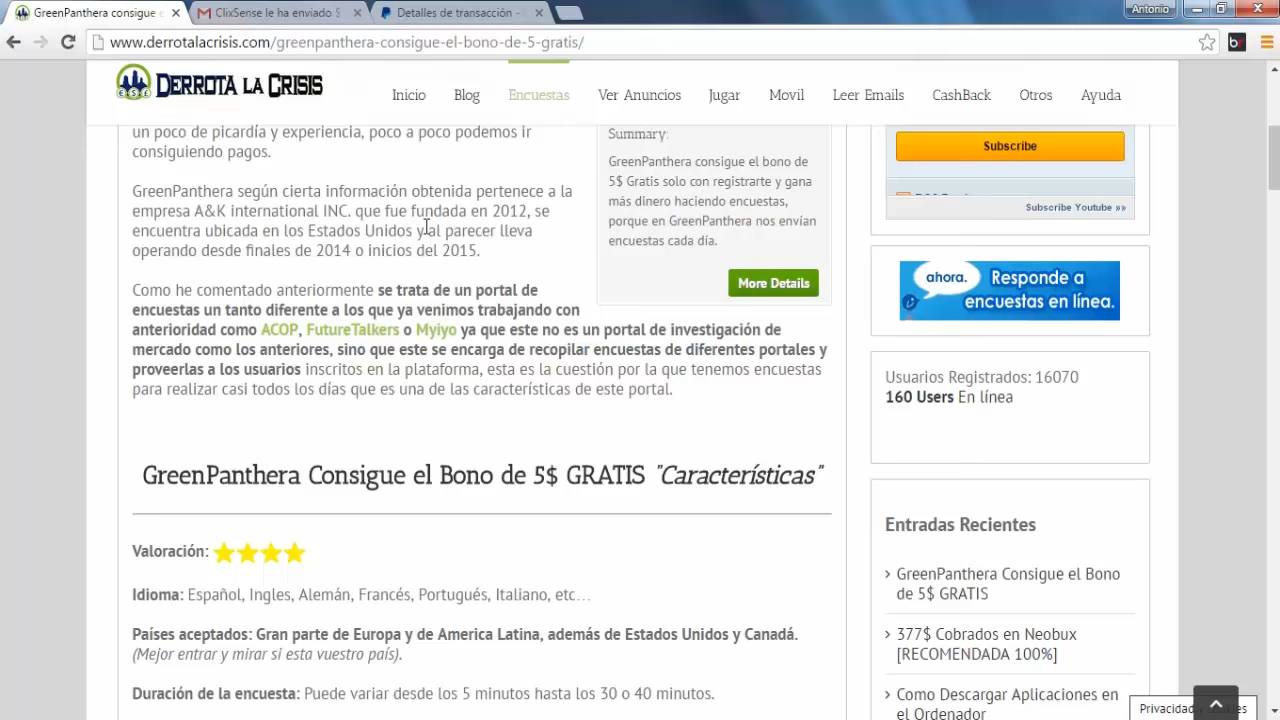 GreenPanthera consigue e
ClixSense le ha enviado 5
Detalles de transacción -
Antonio
www.derrotalacrisis.com/greenpanthera-consigue-el-bono-de-5-gratis/
DERROTA LA CRISIS
Inicio
Blog
Encuestas
Ver Anuncios
Jugar
Movil
Leer Emails
CashBack
Otros
Ayuda
un poco de picardía y experiencia, poco a poco podemos ir
consiguiendo pagos.
GreenPanthera según cierta información obtenida pertenece a la
empresa A&K international INC. que fue fundada en 2012, se
encuentra ubicada en los Estados Unidos y al parecer lleva
operando desde finales de 2014 o inicios del 2015.
Como he comentado anteriormente se trata de un portal de
encuestas un tanto diferente a los que ya venimos trabajando con
anterioridad como ACOP, FutureTalkers o Myiyo ya que este no es un portal de investigación de
mercado como los anteriores, sino que este se encarga de recopilar encuestas de diferentes portales y
proveerlas a los usuarios inscritos en la plataforma, esta es la cuestión por la que tenemos encuestas
para realizar casi todos los días que es una de las características de este portal.
Summary:
GreenPanthera consigue el bono de
5$ Gratis solo con registrarte y gana
más dinero haciendo encuestas,
porque en GreenPanthera nos envían
encuestas cada día.
More Details
GreenPanthera Consigue el Bono de 5$ GRATIS "Características"
Valoración:
Idioma: Español, Ingles, Alemán, Francés, Portugués, Italiano, etc…
Países aceptados: Gran parte de Europa y de America Latina, además de Estados Unidos y Canadá.
(Mejor entrar y mirar si esta vuestro país).
Duración de la encuesta: Puede variar desde los 5 minutos hasta los 30 o 40 minutos.
Subscribe
Subscribe Youtube »»
ahora.
Responde a
encuestas en línea.
Usuarios Registrados: 16070
160 Users En línea
Entradas Recientes
GreenPanthera Consigue el Bono
de 5$ GRATIS
377$ Cobrados en Neobux
[RECOMENDADA 100%]
Como Descargar Aplicaciones en
el Ordenador
Privacidad